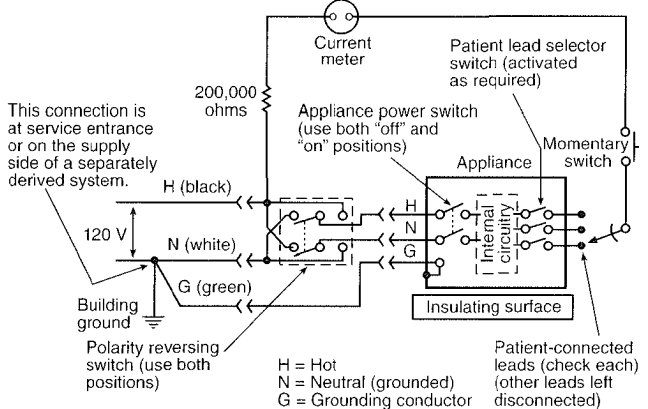 Current
meter
Patient lead selector
switch (activated
as required)
200,000
ohms
This connection is
at service entrance
or on the supply
side of a separately
derived system.
Appliance power switch
(use both "off" and
"on" positions)
Momentary
switch
Appliance
H (black)
H
120 V
N (white)
N
Internal
circuitry
G
G (green)
Building
ground
Insulating surface
Polarity reversing
switch (use both
positions)
H = Hot
N = Neutral (grounded)
G = Grounding conductor
Patient-connected
leads (check each)
(other leads left
disconnected)